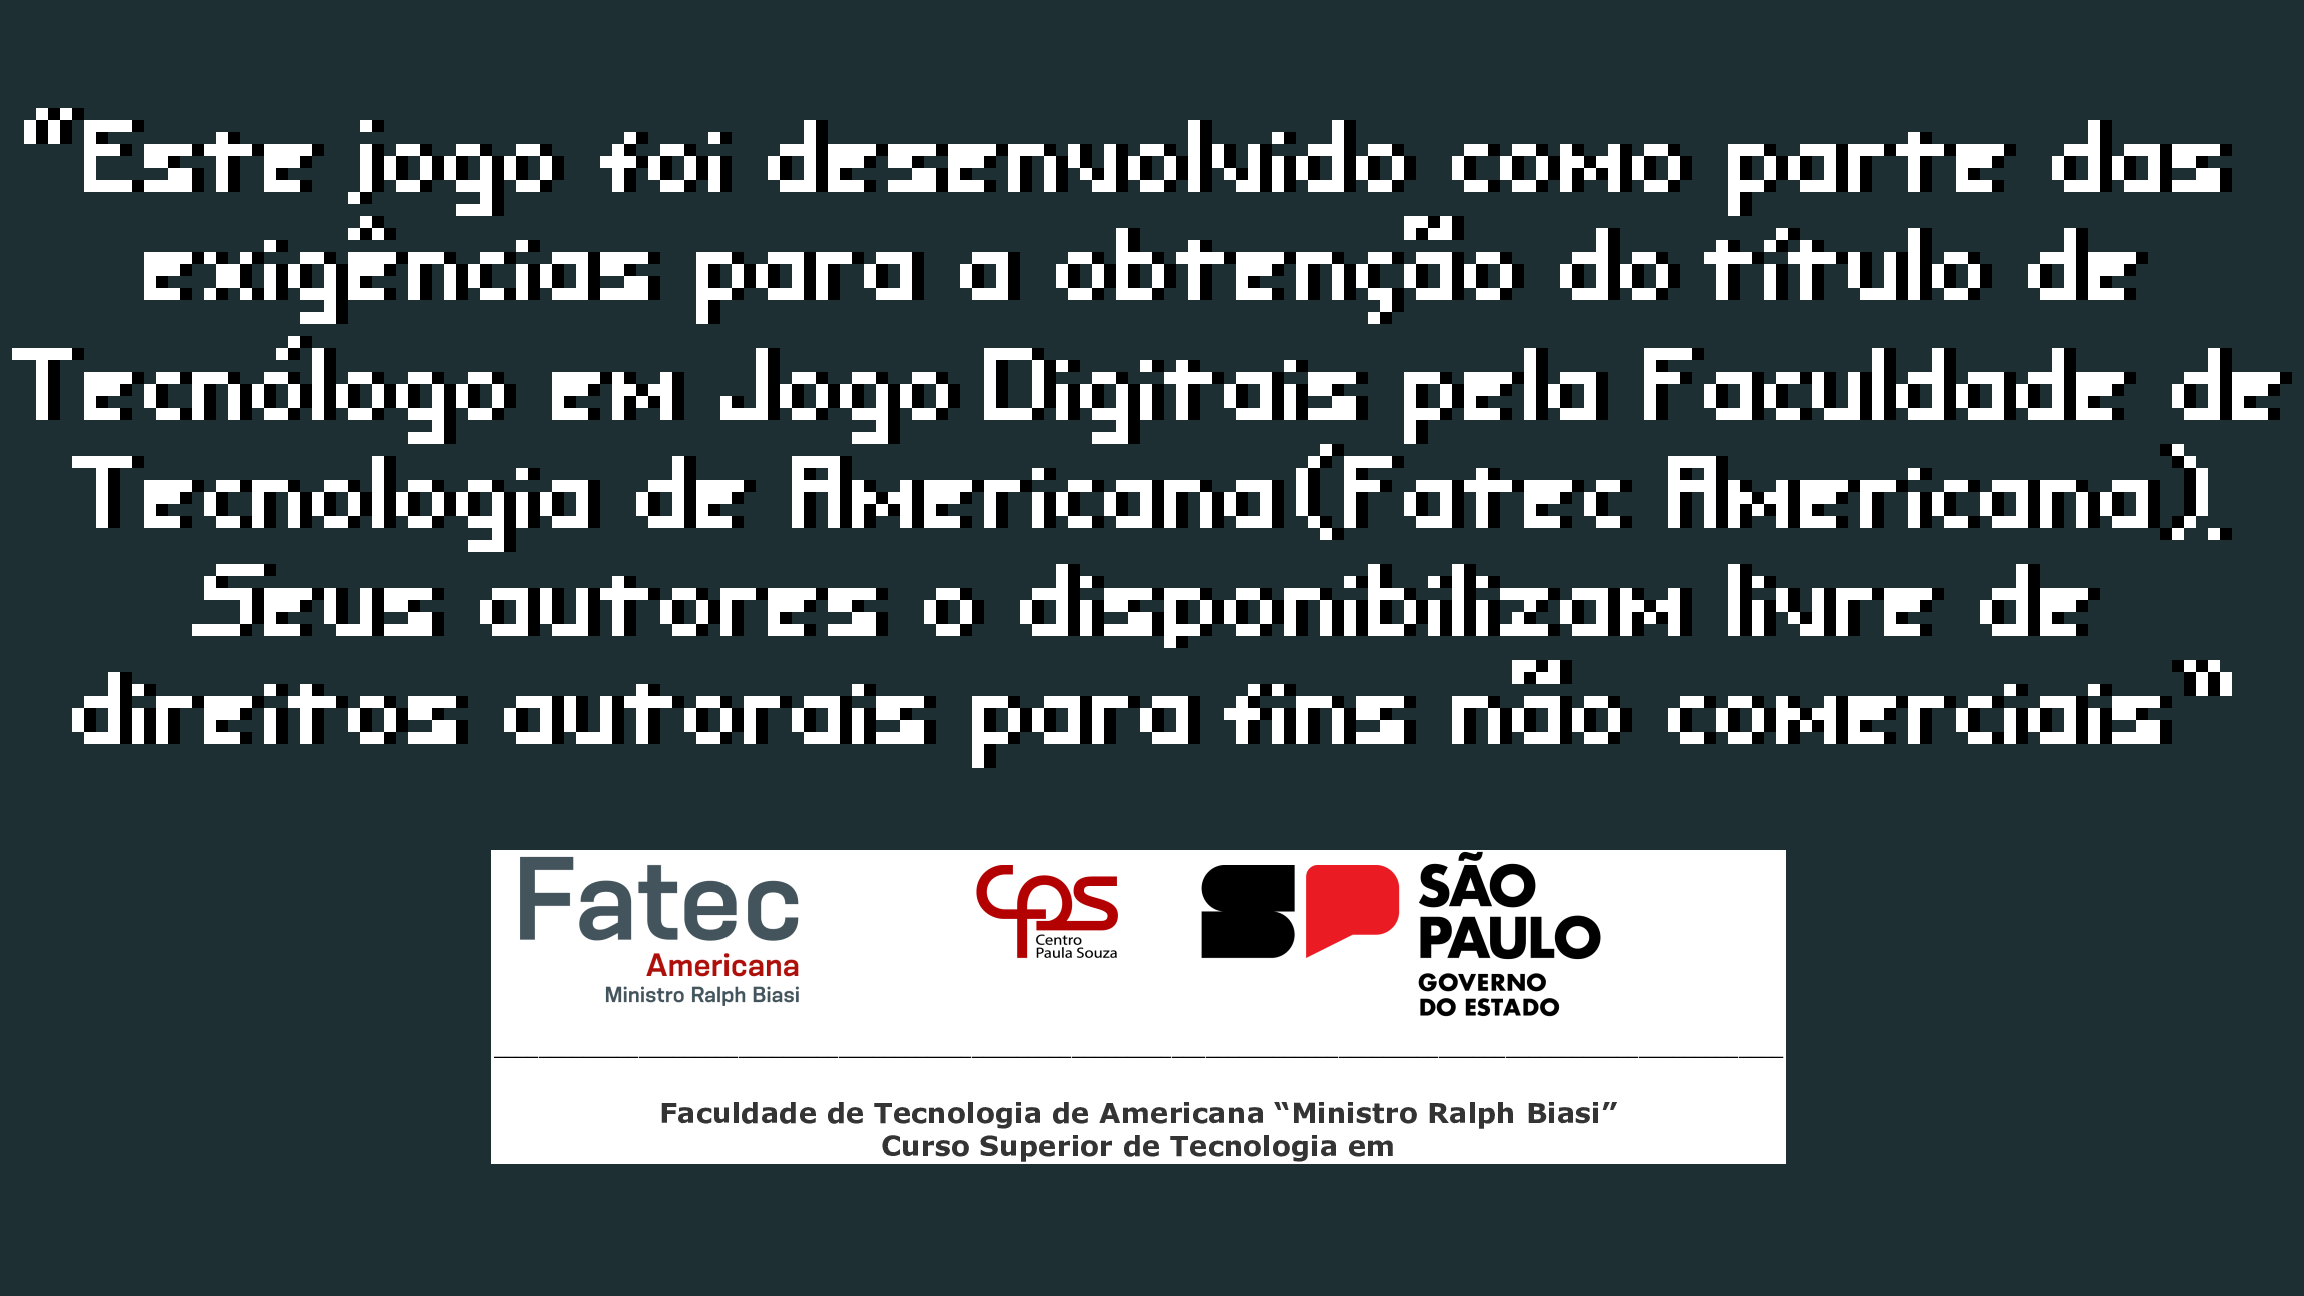 “Este jogo foi desenvolvido como parte das
exigências para a obtenção do título de
Tecnólogo em Jogo Digitais pela Faculdade de
Tecnologia de Americana(Fatec Americana).
Seus autores o disponibilizam livre de
direitos autorais para fins não comerciais”
Fatec
Americana
Ministro Ralph Biasi
cps
Centro
Paula Souza
SP
SÃO
PAULO
GOVERNO
DO ESTADO
Faculdade de Tecnologia de Americana “Ministro Ralph Biasi”
Curso Superior de Tecnologia em